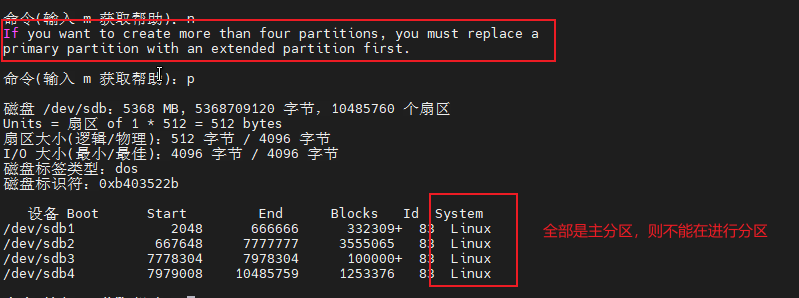 命令(输入 m 获取帮助)：n
If you want to create more than four partitions, you must replace a
primary partition with an extended partition first.
命令(输入 m 获取帮助)：p
磁盘 /dev/sdb：5368 MB, 5368709120 字节，10485760 个扇区
Units = 扇区 of 1 * 512 = 512 bytes
扇区大小(逻辑/物理)：512 字节 / 4096 字节
I/O 大小(最小/最佳)：4096 字节 / 4096 字节
磁盘标签类型：dos
磁盘标识符：0xb403522b
设备 Boot Start End Blocks Id System
/dev/sdb1 2048 666666 332309+ 83 Linux
/dev/sdb2 667648 7777777 3555065 83 Linux
/dev/sdb3 7778304 7978304 100000+ 83 Linux
/dev/sdb4 7979008 10485759 1253376 83 Linux
全部是主分区，则不能在进行分区